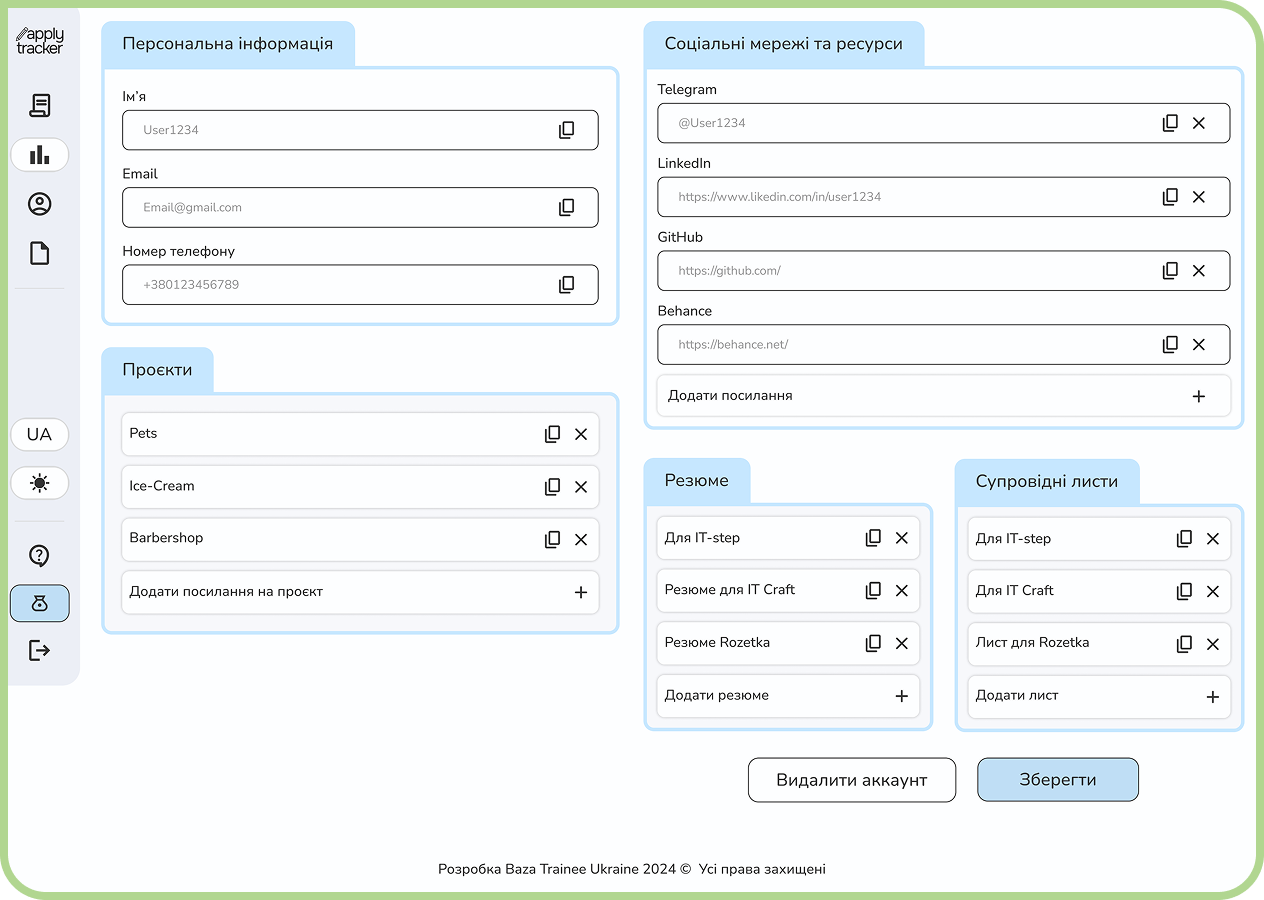 apply
tracker
UA
Персональна інформація
Ім’я
User1234
Email
Email@gmail.com
Номер телефону
+380123456789
Проєкти
Pets
Ice-Cream
Barbershop
Додати посилання на проєкт
Соціальні мережі та ресурси
Telegram
@User1234
LinkedIn
https://www.likedin.com/in/user1234
GitHub
https://github.com/
Behance
https://behance.net/
Додати посилання
Резюме
Для IT-step
Резюме для IT Craft
Резюме Rozetka
Додати резюме
Супровідні листи
Для IT-step
Для IT Craft
Лист для Rozetka
Додати лист
Видалити аккаунт
Зберегти
Розробка Baza Trainee Ukraine 2024 © Усі права захищені